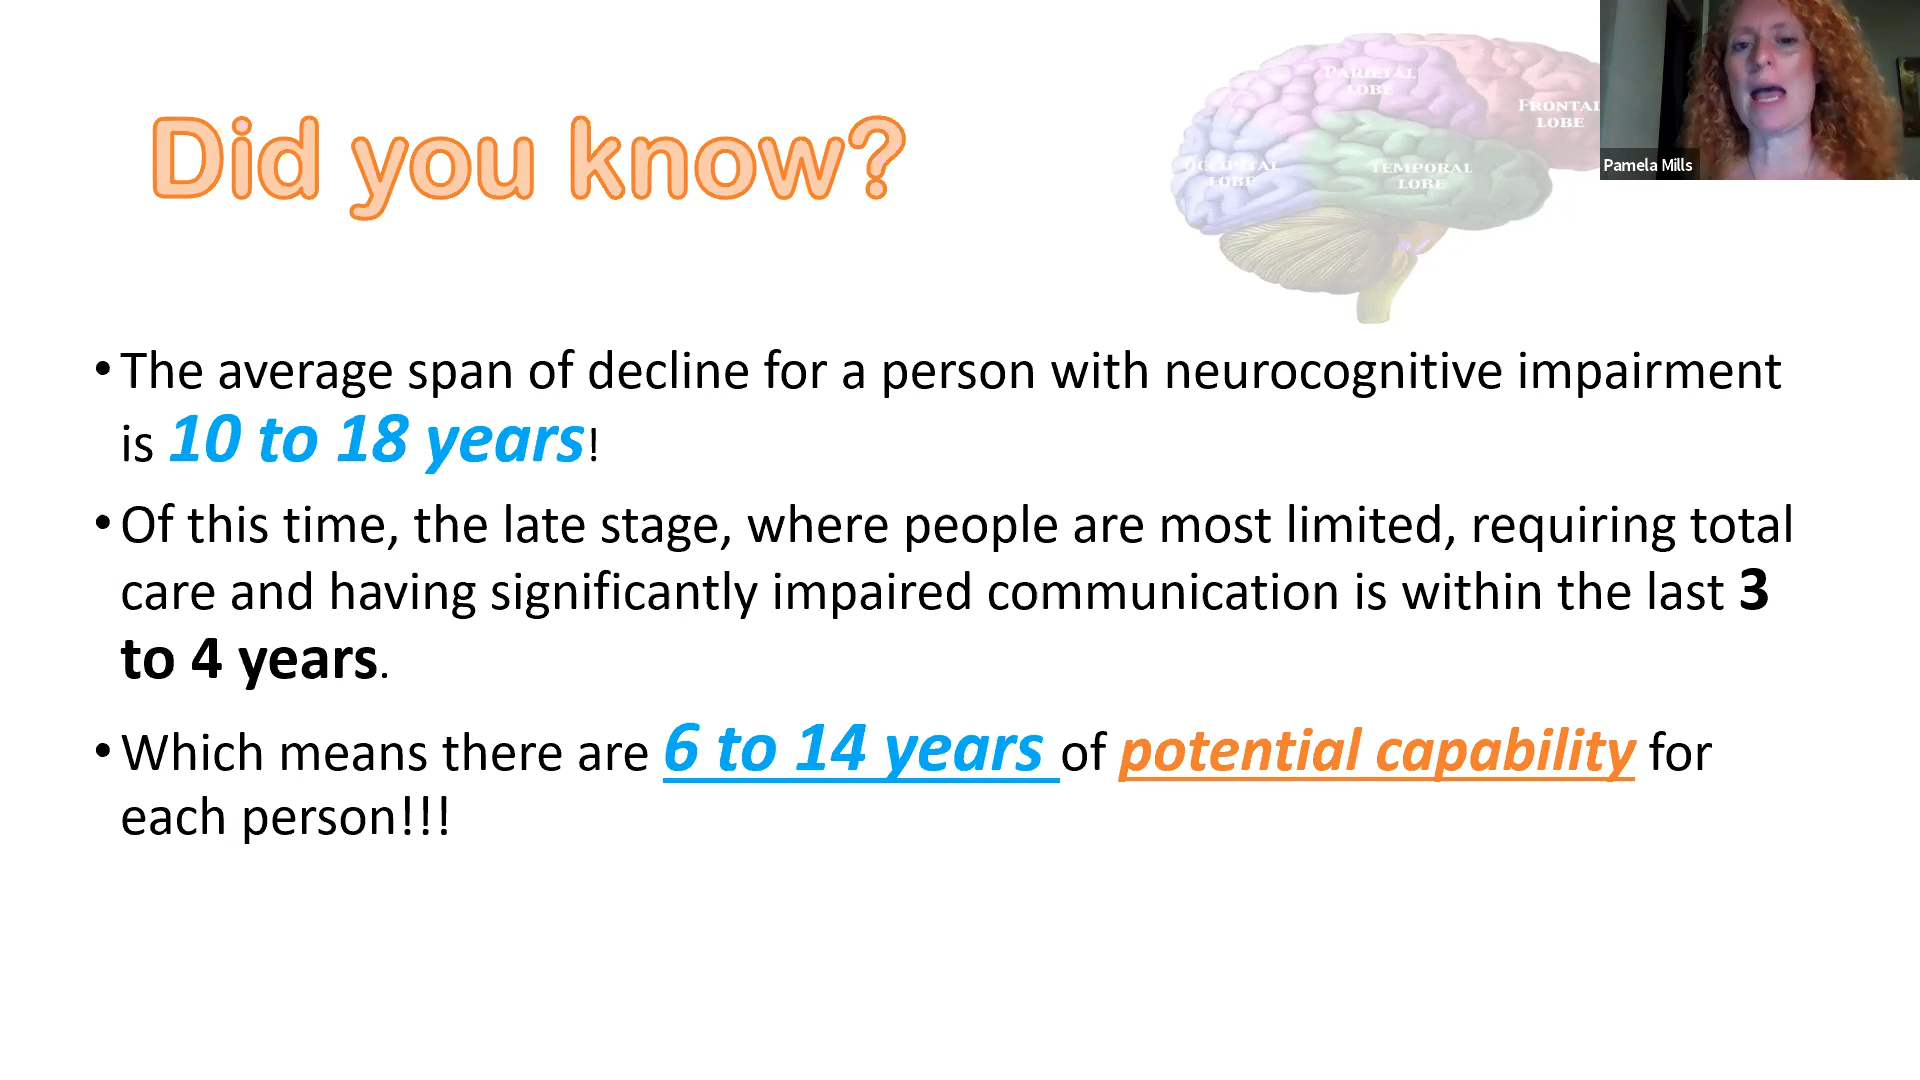 Did you know?
PARIETAL
LOBE
FRONTAL
LOBE
OCCIPITAL
LOBE
TEMPORAL
LOBE
Pamela Mills
•The average span of decline for a person with neurocognitive impairment
is 10 to 18 years!
•Of this time, the late stage, where people are most limited, requiring total
care and having significantly impaired communication is within the last 3
to 4 years.
•Which means there are 6 to 14 years of potential capability for
each person!!!